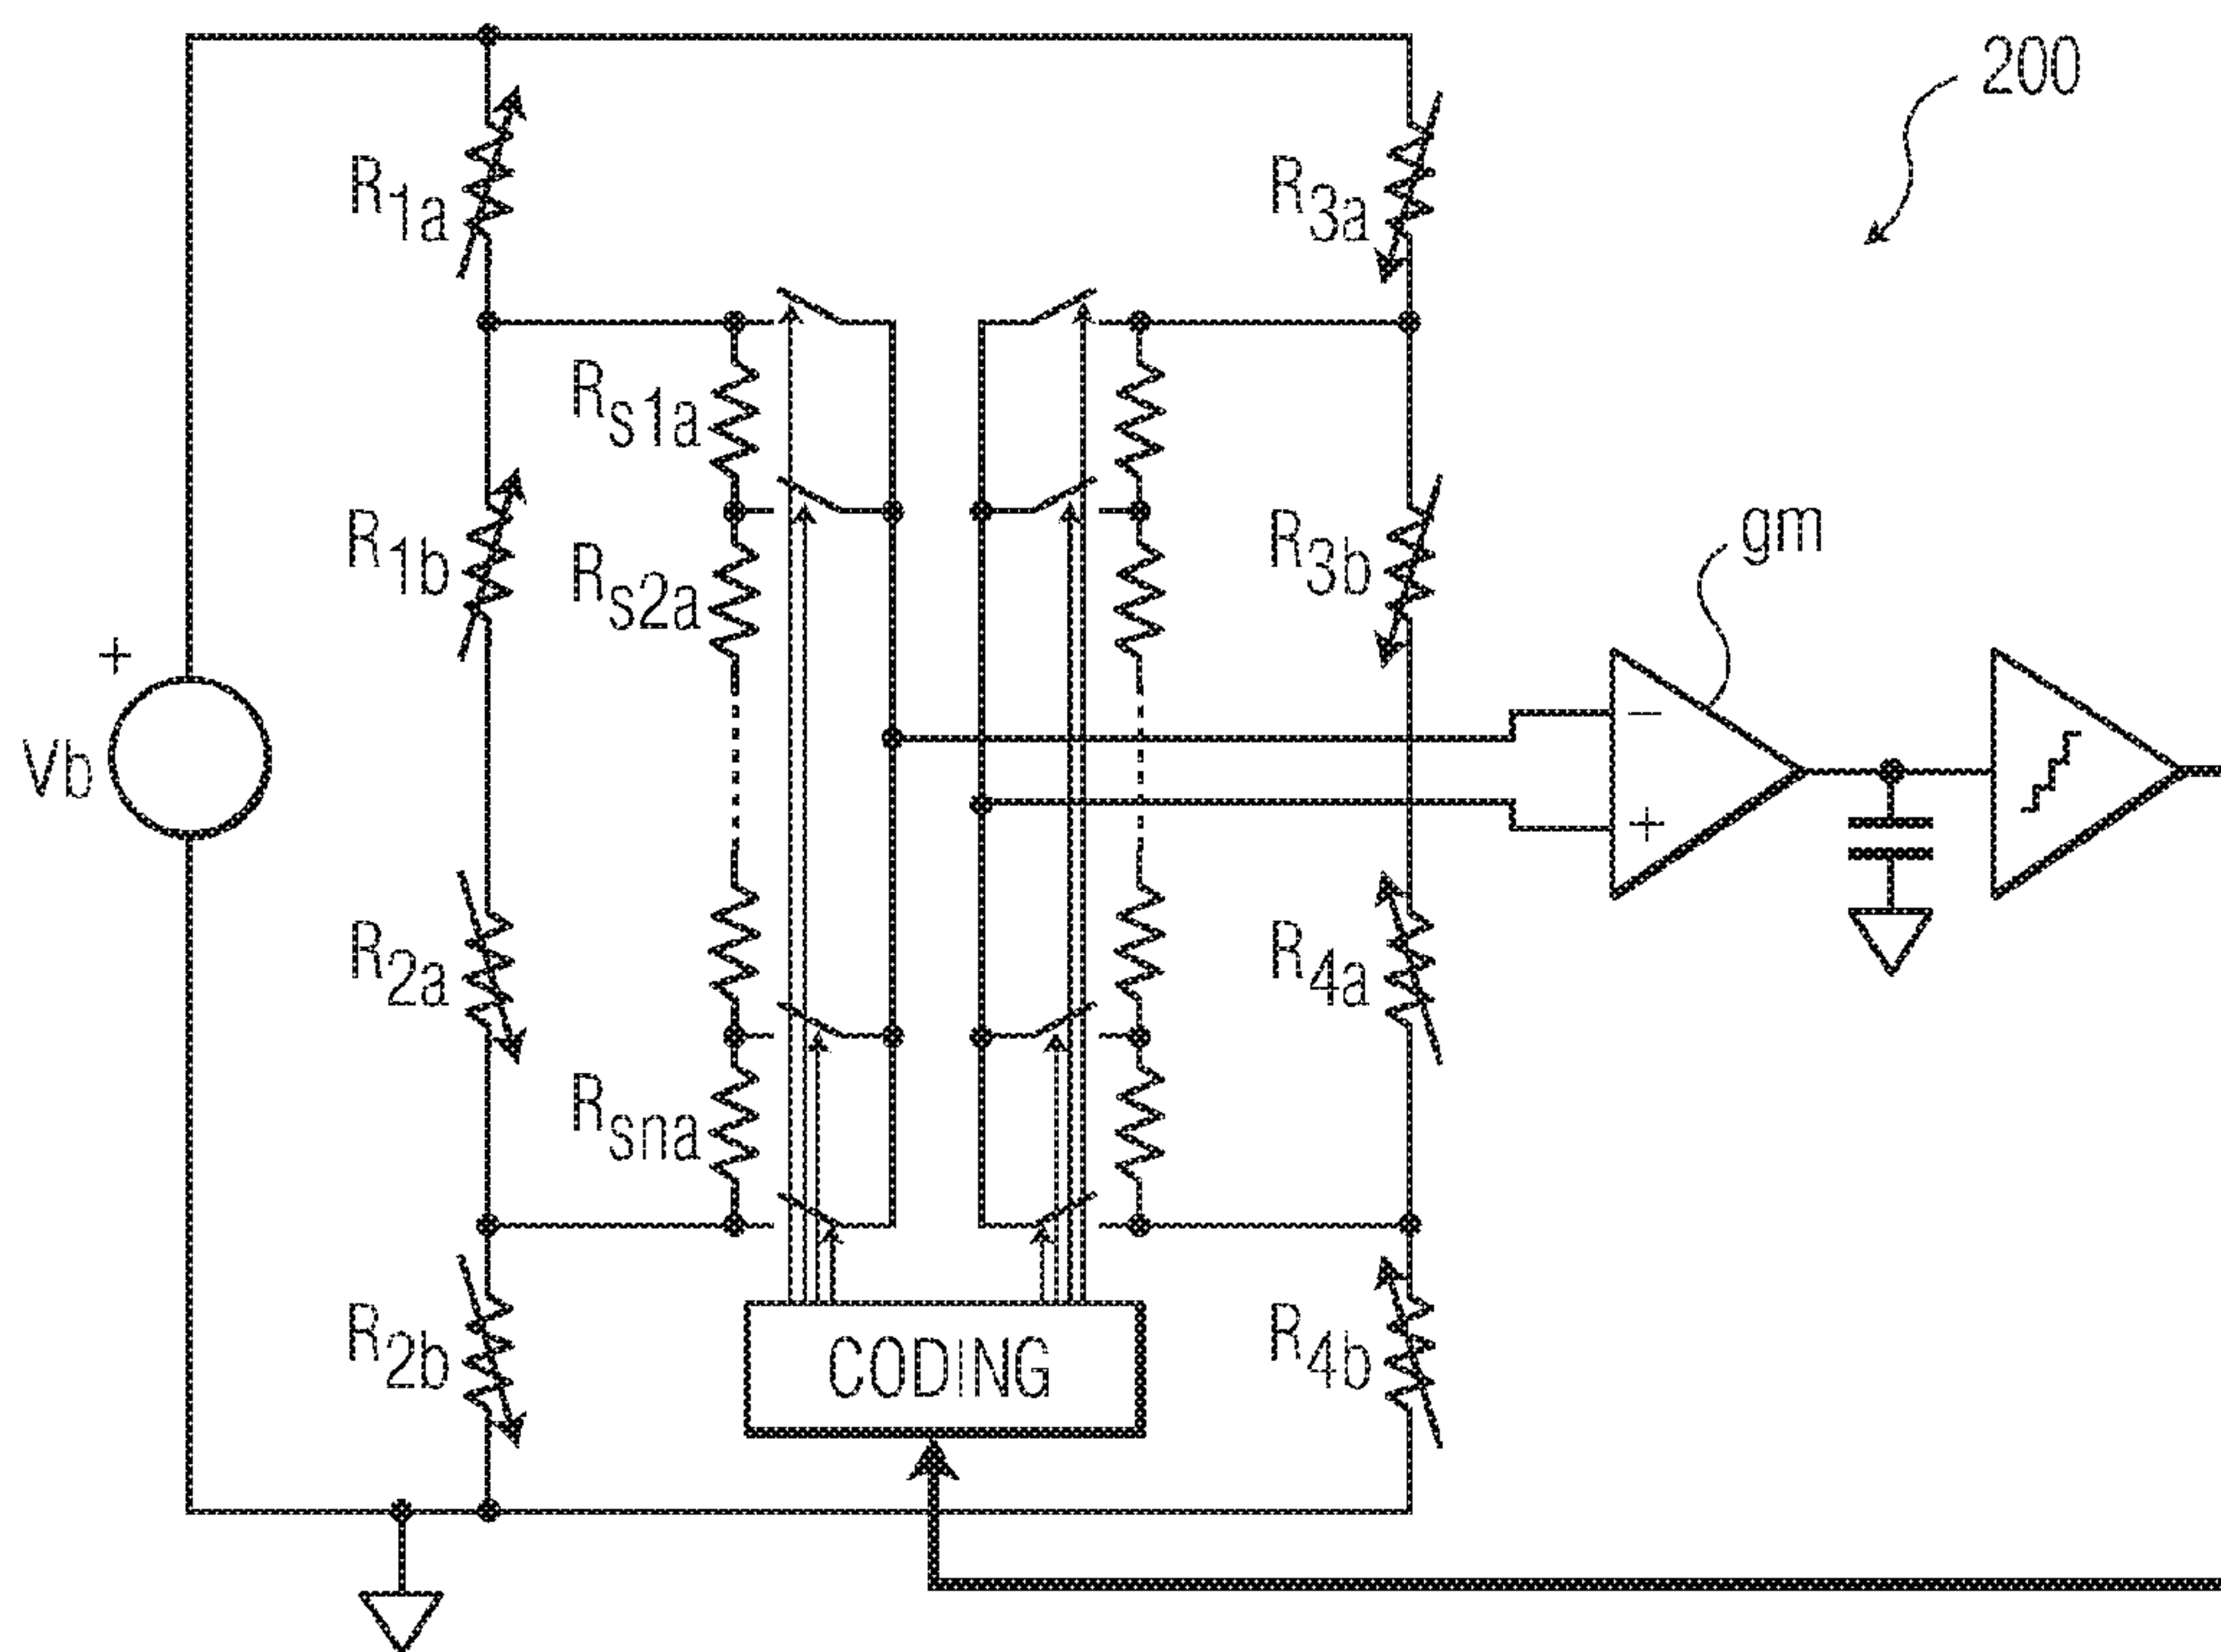 200
R1a
R3a
Rs1a
R1b
Rs2a
R3b
gm
+
Vb
−
+
R2a
R4a
Rsna
R2b
CODING
R4b